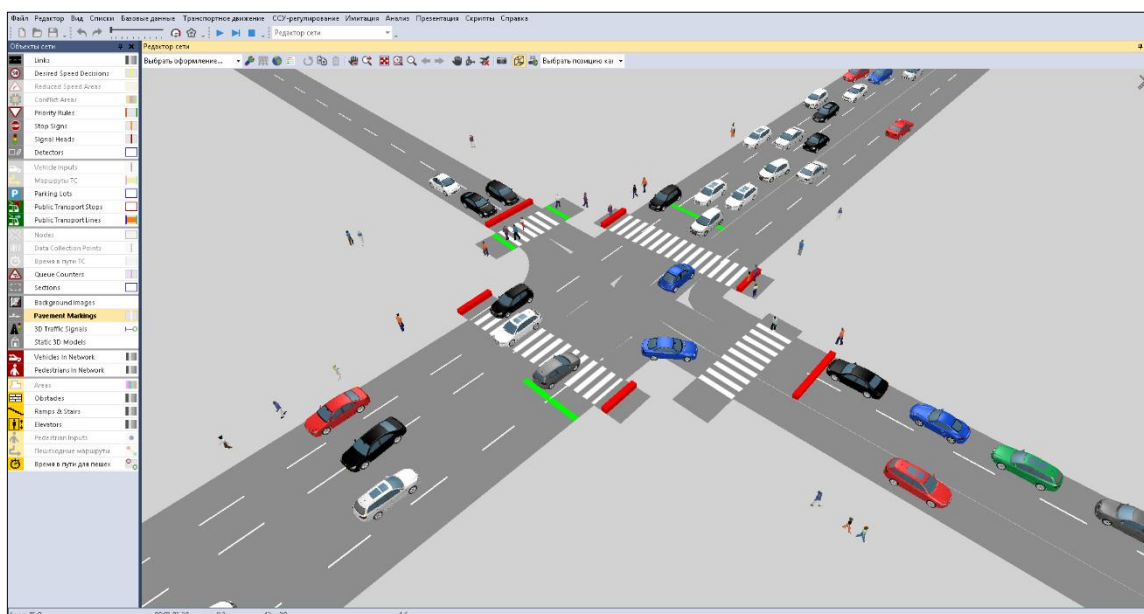 Файл Редактор Вид Списки Базовые данные Транспортное движение ССУ-регулирование Имитация Анализ Презентация Скрипты Справка
Редактор сети
Объекты сети
Редактор сети
Выбрать оформление...
Выбрать позицию ка
Links
Desired Speed Decisions
Reduced Speed Areas
Conflict Areas
Priority Rules
Stop Signs
Signal Heads
Detectors
Vehicle Inputs
Маршруты ТС
Parking Lots
Public Transport Stops
Public Transport Lines
Nodes
Data Collection Points
Время в пути ТС
Queue Counters
Sections
Background Images
Pavement Markings
3D Traffic Signals
Static 3D Models
Vehicles In Network
Pedestrians In Network
Areas
Obstacles
Ramps & Stairs
Elevators
Pedestrian Inputs
Пешеходные маршруты
Время в пути для пешех